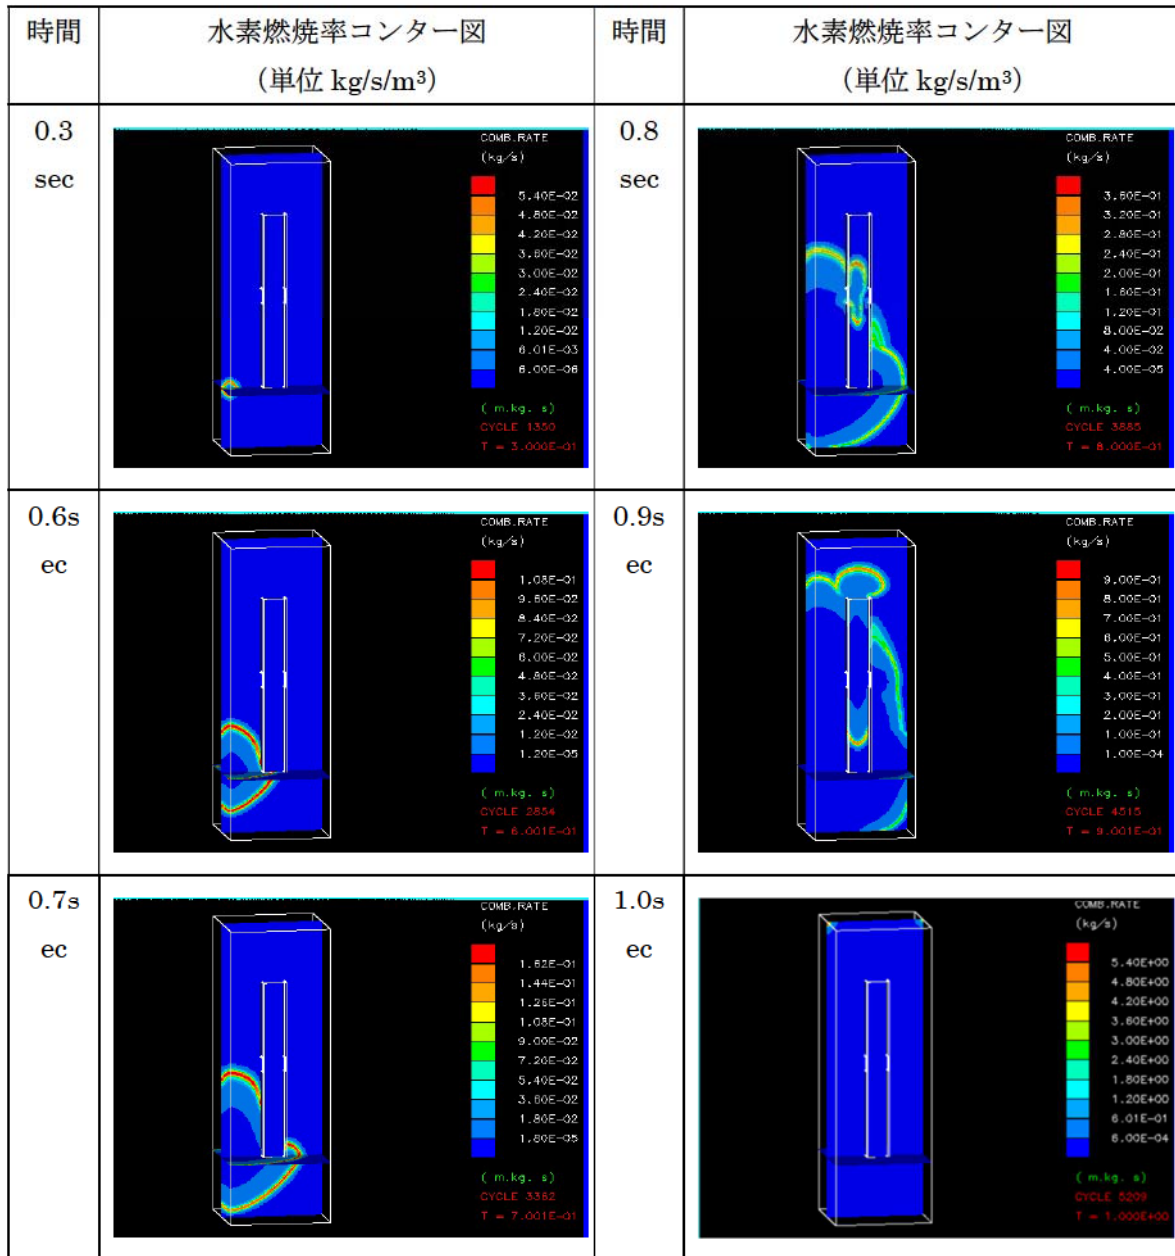 時間
水素燃焼率コンター図
(単位 kg/s/m³)
時間
水素燃焼率コンター図
(単位 kg/s/m³)
0.3
sec
COMB.RATE
(kg/s)
5.40E-02
4.80E-02
4.20E-02
3.60E-02
3.00E-02
2.40E-02
1.80E-02
1.20E-02
6.01E-03
6.00E-06
( m.kg. s)
CYCLE 1350
T = 3.000E-01
0.8
sec
COMB.RATE
(kg/s)
3.60E-01
3.20E-01
2.80E-01
2.40E-01
2.00E-01
1.60E-01
1.20E-01
8.00E-02
4.00E-02
4.00E-05
( m.kg. s)
CYCLE 3885
T = 8.000E-01
0.6s
ec
COMB.RATE
(kg/s)
1.08E-01
9.60E-02
8.40E-02
7.20E-02
6.00E-02
4.80E-02
3.60E-02
2.40E-02
1.20E-02
1.20E-05
( m.kg. s)
CYCLE 2854
T = 6.001E-01
0.9s
ec
COMB.RATE
(kg/s)
9.00E-01
8.00E-01
7.00E-01
6.00E-01
5.00E-01
4.00E-01
3.00E-01
2.00E-01
1.00E-01
1.00E-04
( m.kg. s)
CYCLE 4515
T = 9.001E-01
0.7s
ec
COMB.RATE
(kg/s)
1.62E-01
1.44E-01
1.26E-01
1.08E-01
9.00E-02
7.20E-02
5.40E-02
3.60E-02
1.80E-02
1.80E-05
( m.kg. s)
CYCLE 3362
T = 7.001E-01
1.0s
ec
COMB.RATE
(kg/s)
5.40E+00
4.80E+00
4.20E+00
3.60E+00
3.00E+00
2.40E+00
1.80E+00
1.20E+00
6.01E-01
6.00E-04
( m.kg. s)
CYCLE 5209
T = 1.000E+00